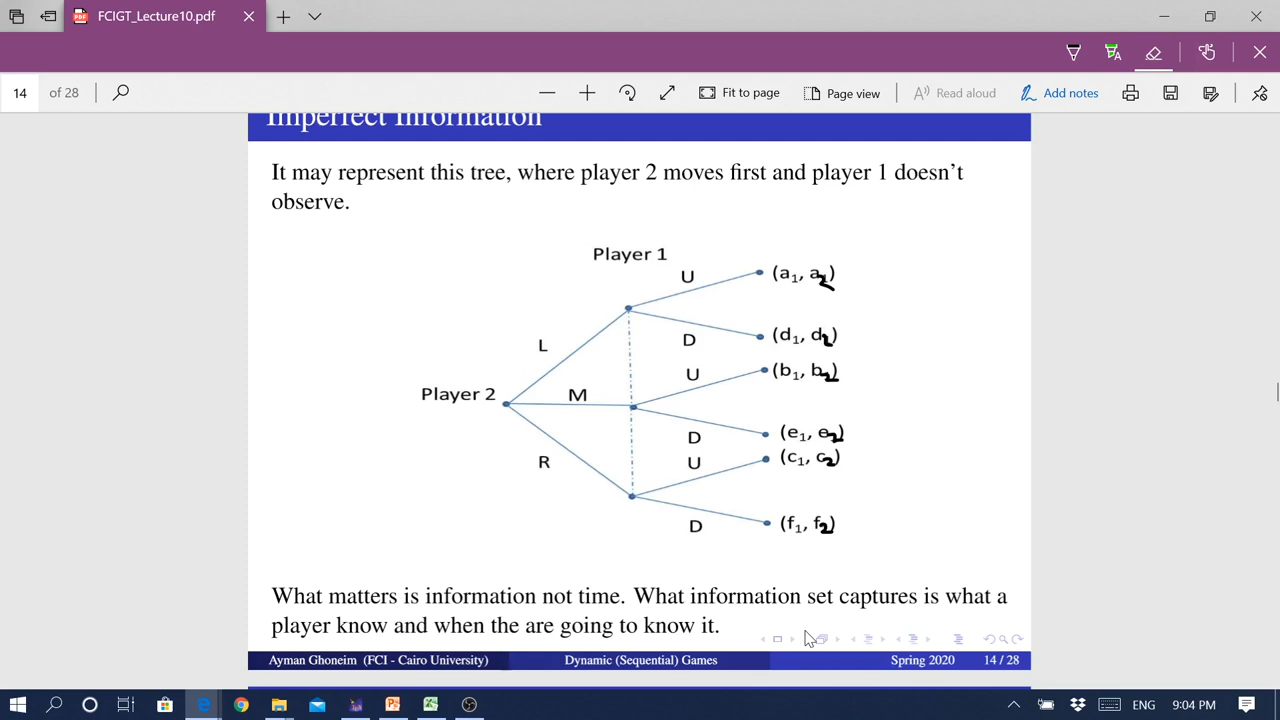 FCIGT_Lecture10.pdf
14 of 28 Fit to page Page view Read aloud Add notes
Imperfect Information
It may represent this tree, where player 2 moves first and player 1 doesn't
observe.
Player 1
U (a₁, a₂)
L D (d₁, d₂)
U (b₁, b₂)
Player 2 M
D (e₁, e₂)
R U (c₁, c₂)
D (f₁, f₂)
What matters is information not time. What information set captures is what a
player know and when the are going to know it.
Ayman Ghoneim (FCI - Cairo University) Dynamic (Sequential) Games Spring 2020 14 / 28
ENG 9:04 PM